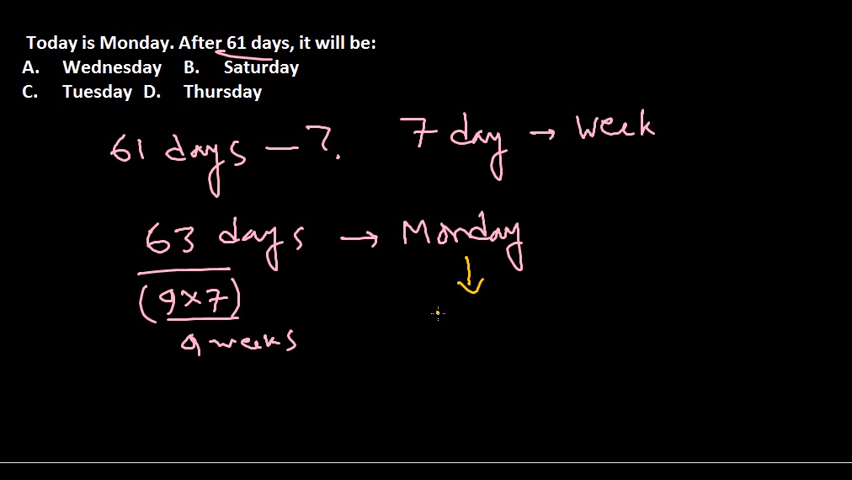 Today is Monday. After 61 days, it will be:
A. Wednesday B. Saturday
C. Tuesday D. Thursday
61 days – ?. 7 day → week
63 days → Monday
(9×7)
9 weeks